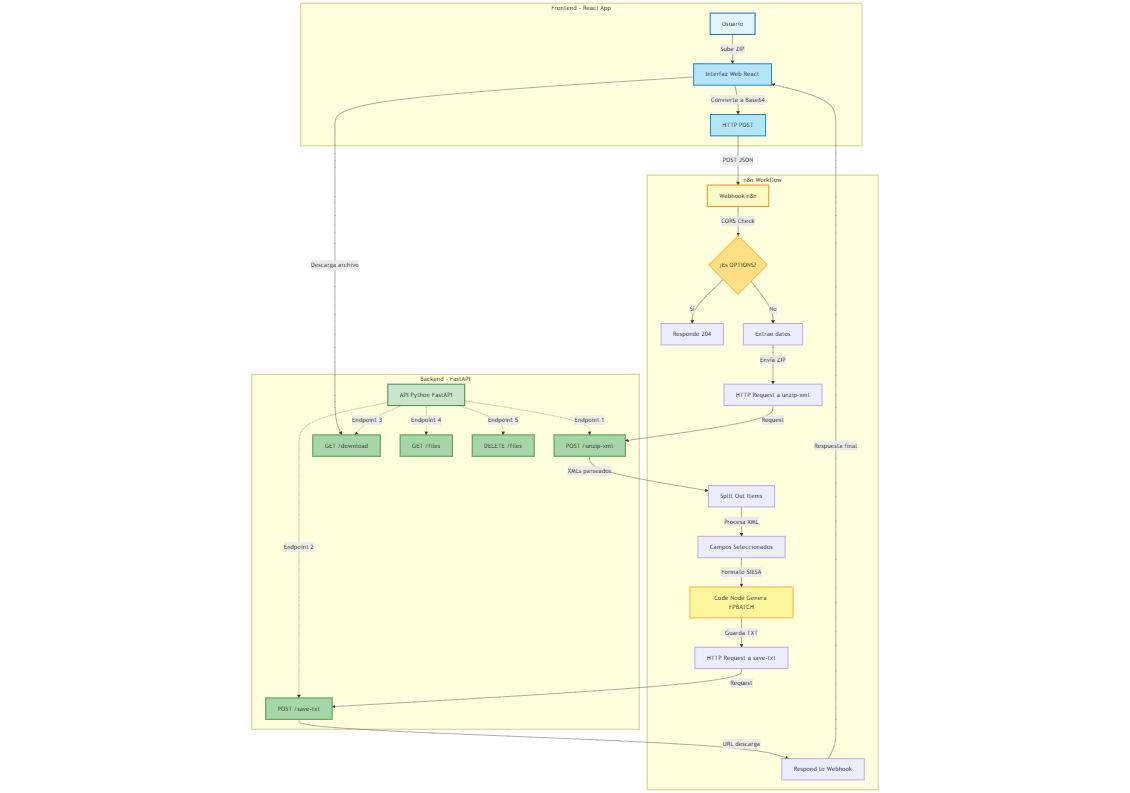 Frontend - React App
Usuario
Sube ZIP
Interfaz Web React
Convierte a Base64
HTTP POST
POST JSON
n8n Workflow
Webhook n8n
CORS Check
¿Es OPTIONS?
Descarga archivo
Sí
No
Responde 204
Extrae datos
Envía ZIP
Backend - FastAPI
API Python FastAPI
HTTP Request a unzip-xml
Endpoint 3
Endpoint 4
Endpoint 5
Endpoint 1
Request
GET /download
GET /files
DELETE /files
POST /unzip-xml
Respuesta final
XMLs parseados
Split Out Items
Procesa XML
Endpoint 2
Campos Seleccionados
Formato SIESA
Code Node Genera
FPBATCH
Guarda TXT
HTTP Request a save-txt
Request
POST /save-txt
URL descarga
Respond to Webhook